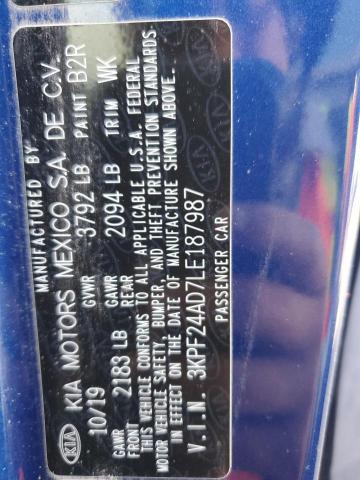 MANUFACTURED BY
KIA KIA MOTORS MEXICO S.A. DE C.V.
10/19 GVWR 3792 LB PAINT B2R
GAWR FRONT 2183 LB GAWR REAR 2094 LB TRIM WK
THIS VEHICLE CONFORMS TO ALL APPLICABLE U.S.A. FEDERAL
MOTOR VEHICLE SAFETY, BUMPER, AND THEFT PREVENTION STANDARDS
IN EFFECT ON THE DATE OF MANUFACTURE SHOWN ABOVE.
V.I.N. 3KPF24AD7LE187987
PASSENGER CAR